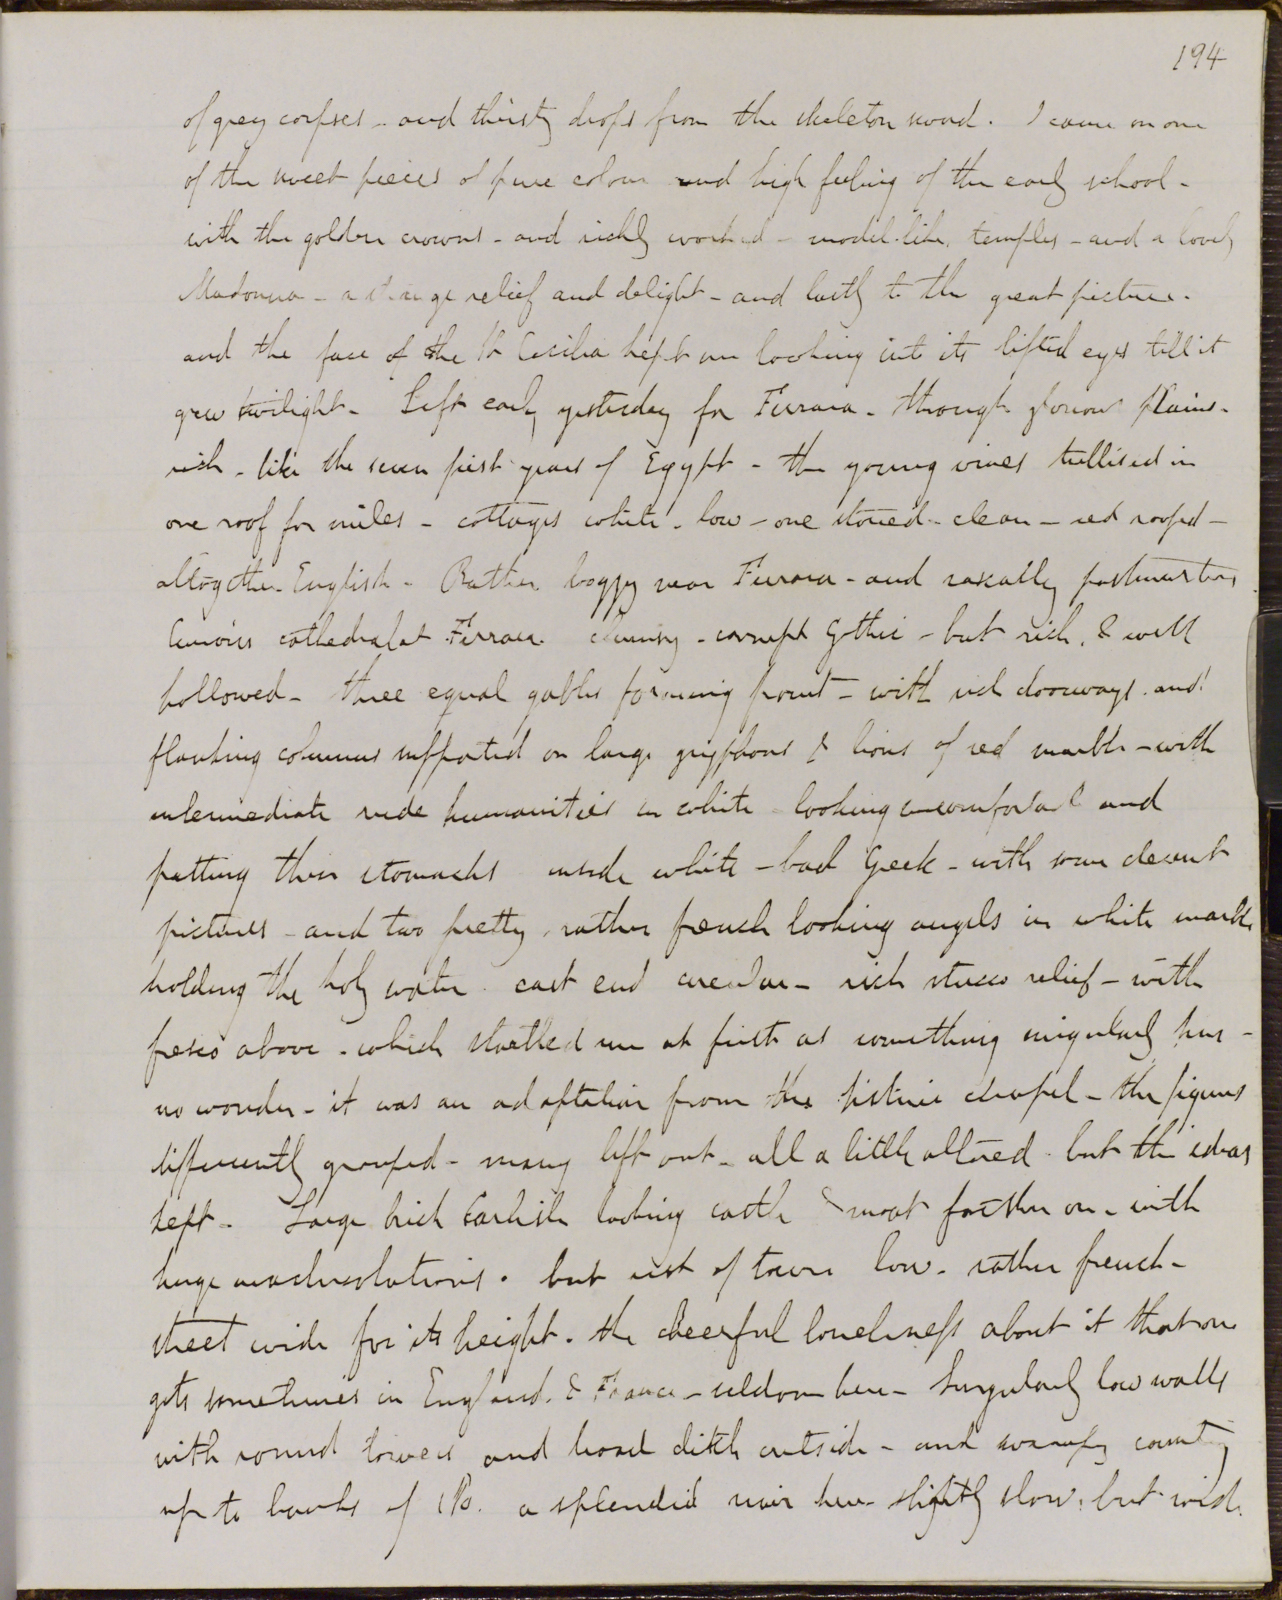 194
of grey corpses - and thirsty drops from the skeleton sword. I came on one
of the sweet pieces of pure colour and high feeling of the early school -
with the golden crowns - and richly worked - model-like, temples - and a lovely
Madonna - a strange relief and delight - and lastly to the great picture -
and the face of the St Cecilia kept me looking into its lifted eyes till it
grew twilight - Left early yesterday for Ferrara - through glorious plains -
rich - like the seven first years of Egypt - the young vines trellised in
one roof for miles - cottages white - low - one storied - clean - red roofed -
altogether English - Rather boggy near Ferrara - and rascally postmasters
Curious cathedral at Ferrara clumsy - corrupt Gothic - but rich, & well
hollowed - three equal gables forming front - with rich doorways and
flanking columns supported on large gryphons & lions of red marble - with
intermediate rude humanities in white looking uncomfortable and
patting their stomachs inside white - bad Greek - with some decent
pictures - and two pretty, rather french looking angels in white marble
holding the holy water. east end circular - rich stucco relief - with
fresco above - which startled me at first as something singularly fine -
no wonder - it was an adaptation from the sistine chapel - the figures
differently grouped - many left out - all a little altered - but the ideas
kept - Large brick Carlisle looking castle & moat farther on - with
huge machicolations. but rest of town low - rather french -
street wide for its height. the cheerful loneliness about it that one
gets sometimes in England. & France - seldom here - Singularly low walls
with round towers and broad ditch outside - and swampy country
up to banks of Po. a splendid river here - slightly slow, but wide.